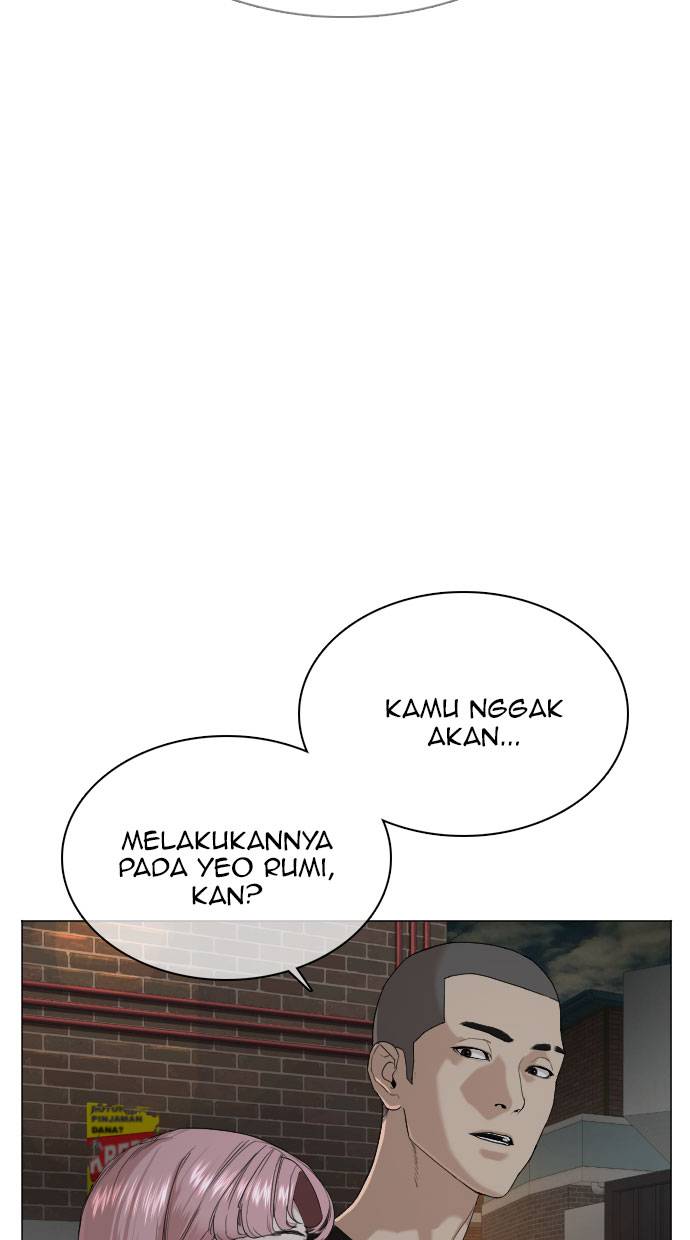 KAMU NGGAK
AKAN...
MELAKUKANNYA
PADA YEO RUMI,
KAN?
PINJAMAN
DANA?